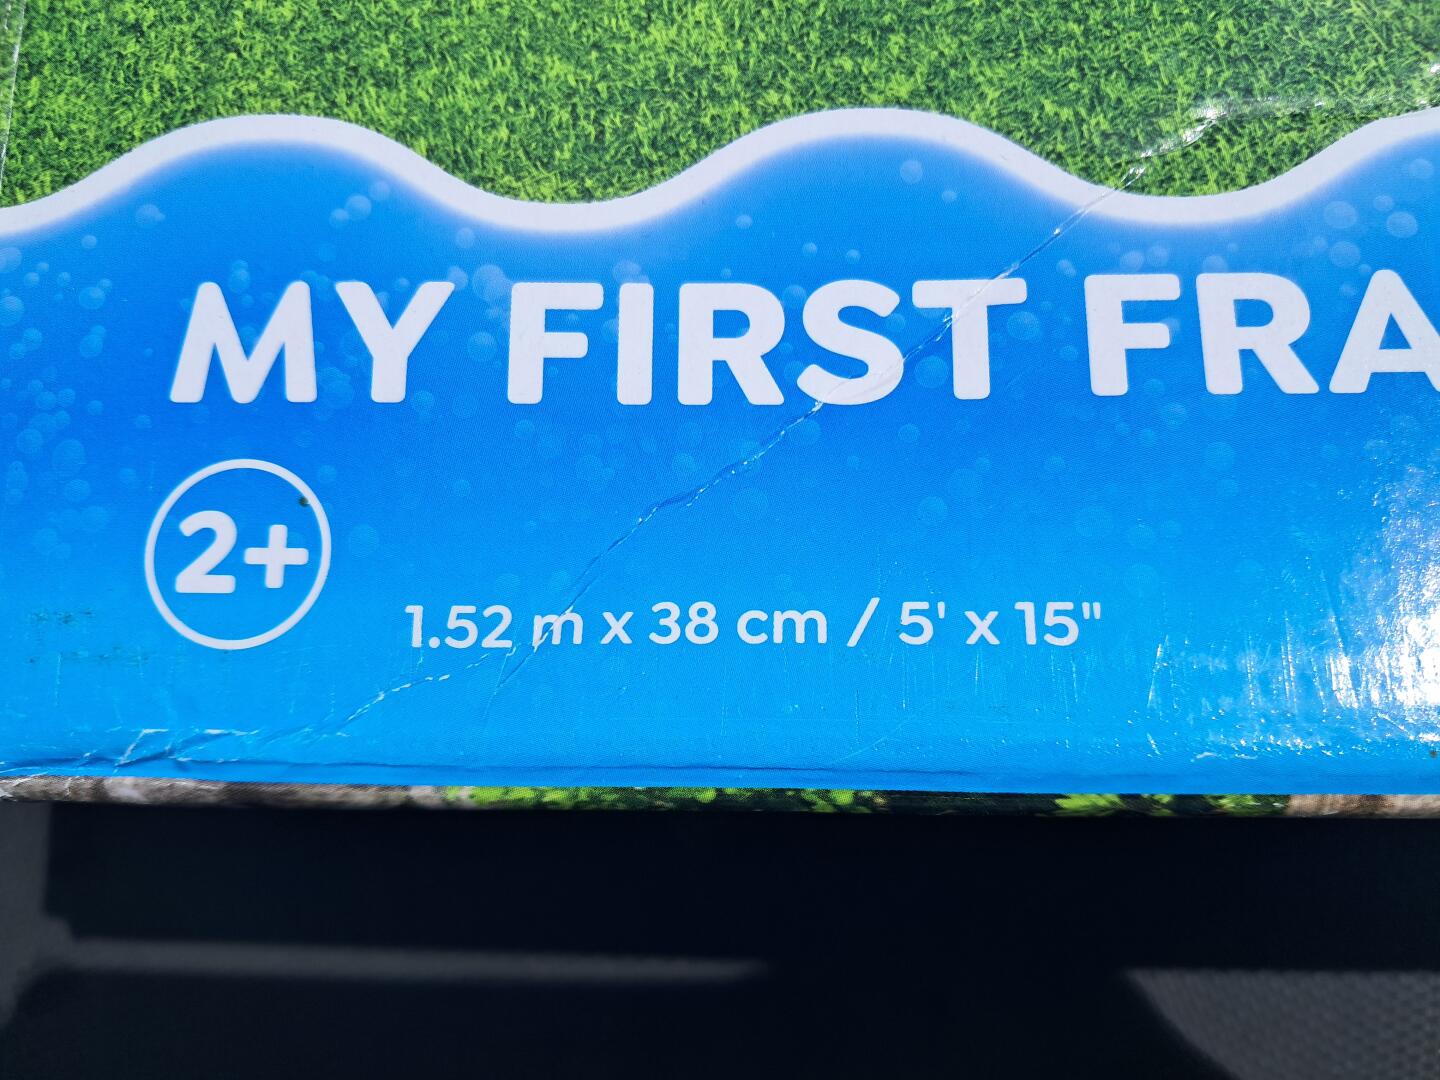 MY FIRST FRA
2+
1.52 m x 38 cm / 5' x 15"